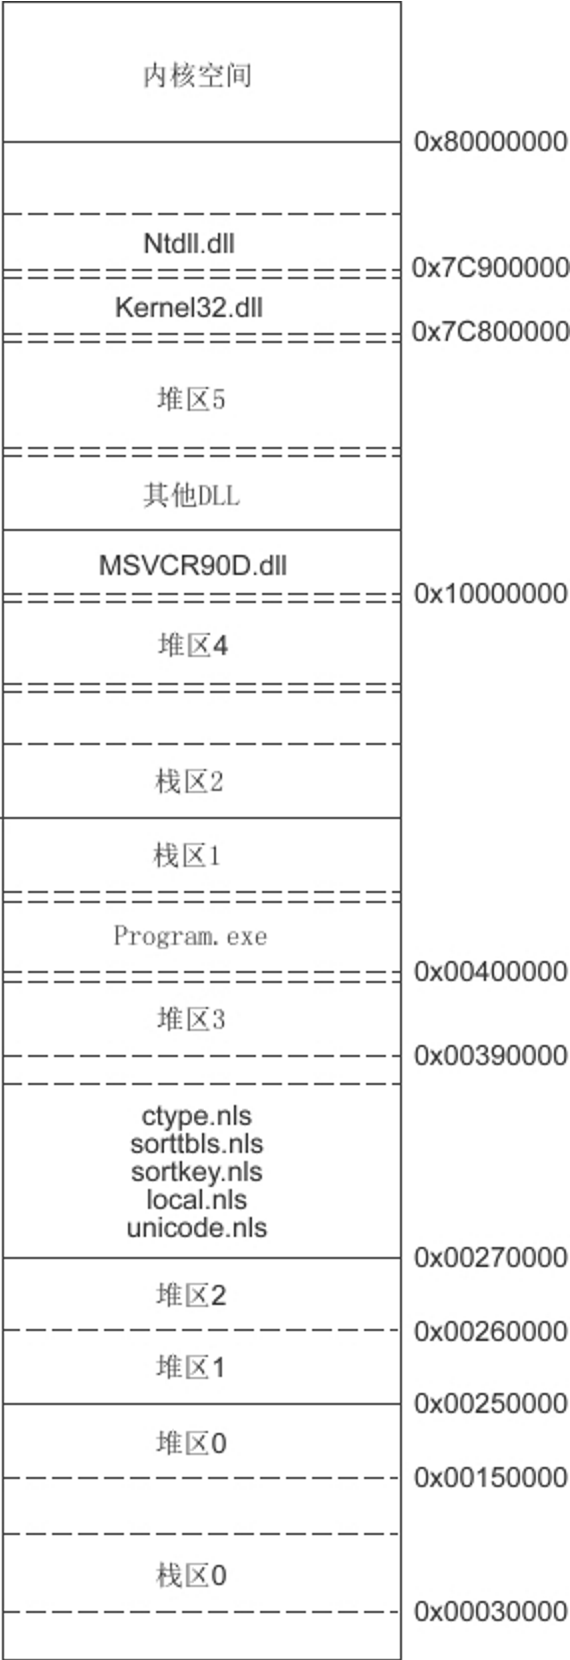 内核空间
0x80000000
Ntdll.dll
0x7C900000
Kernel32.dll
0x7C800000
堆区5
其他DLL
MSVCR90D.dll
0x10000000
堆区4
栈区2
栈区1
Program.exe
0x00400000
堆区3
0x00390000
ctype.nls
sorttbls.nls
sortkey.nls
local.nls
unicode.nls
0x00270000
堆区2
0x00260000
堆区1
0x00250000
堆区0
0x00150000
栈区0
0x00030000